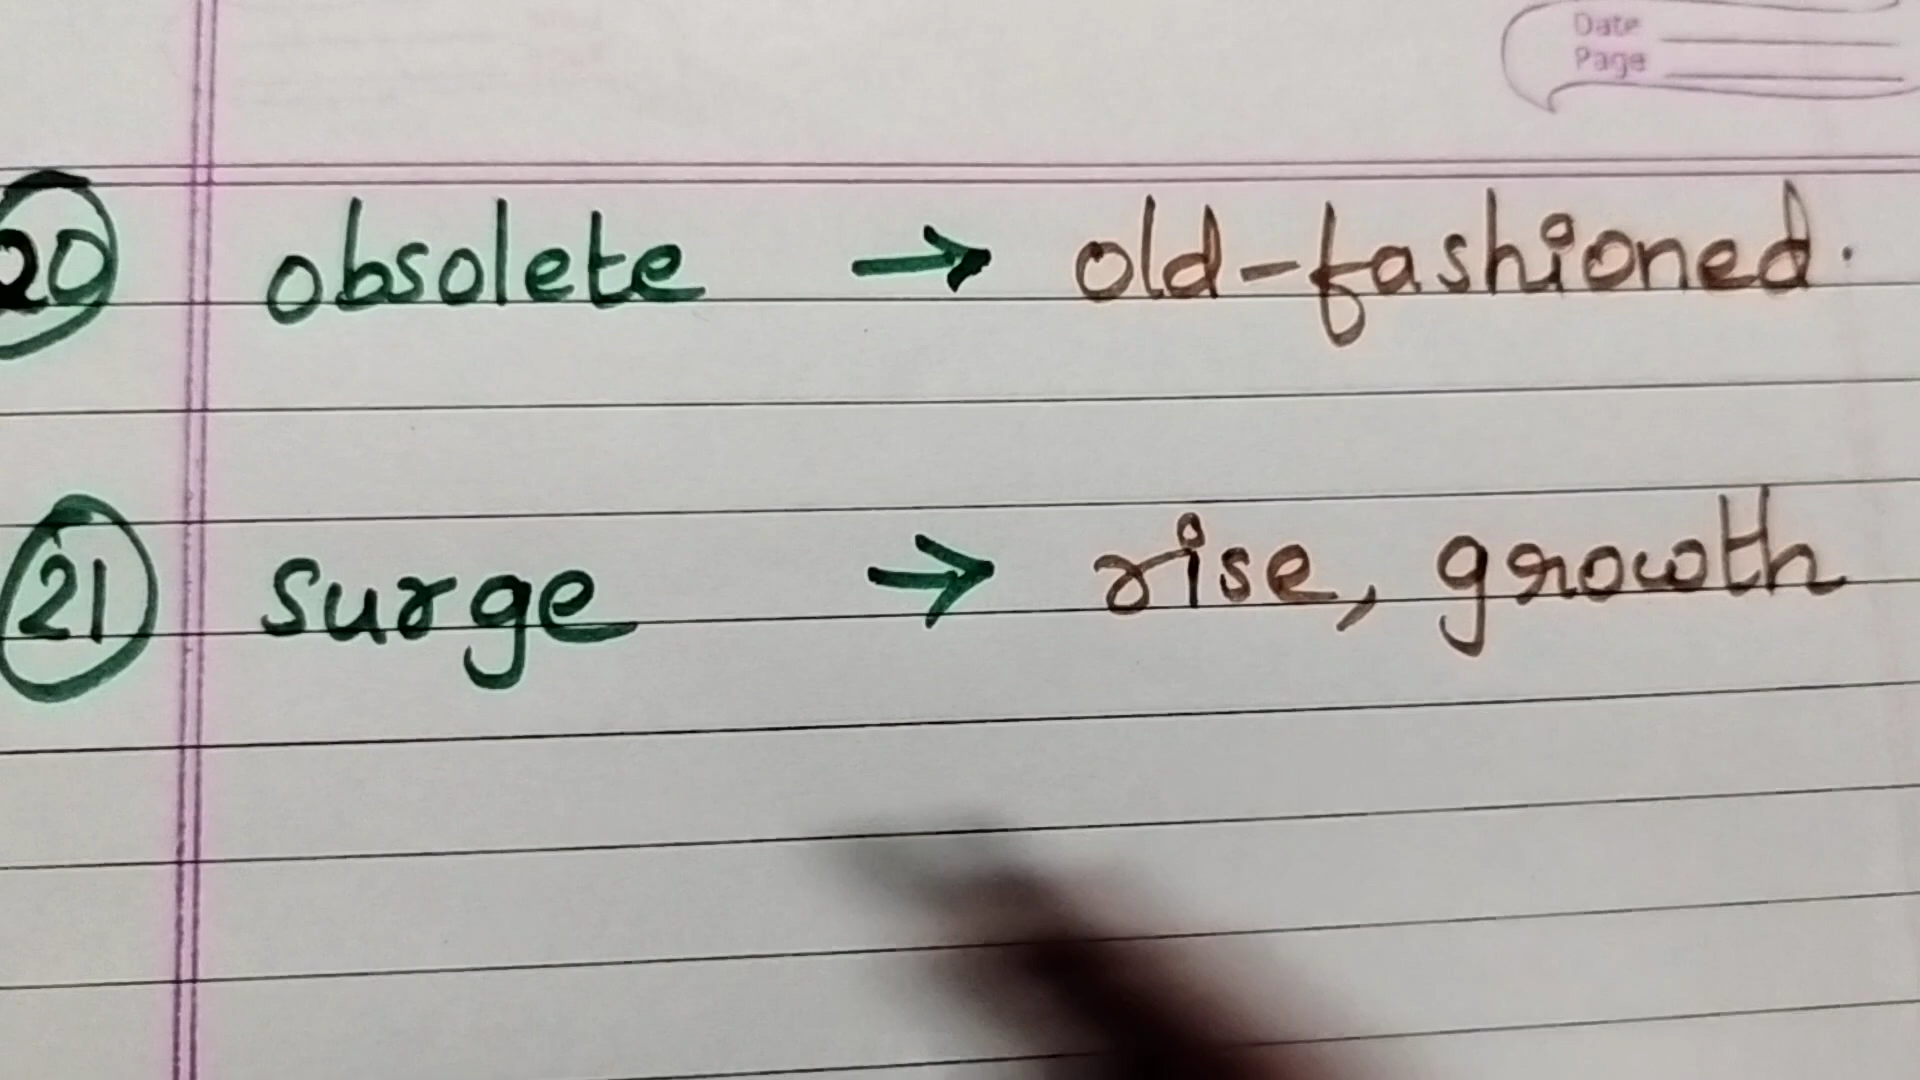 Date
Page
20 obsolete → old-fashioned.
21 surge → rise, growth